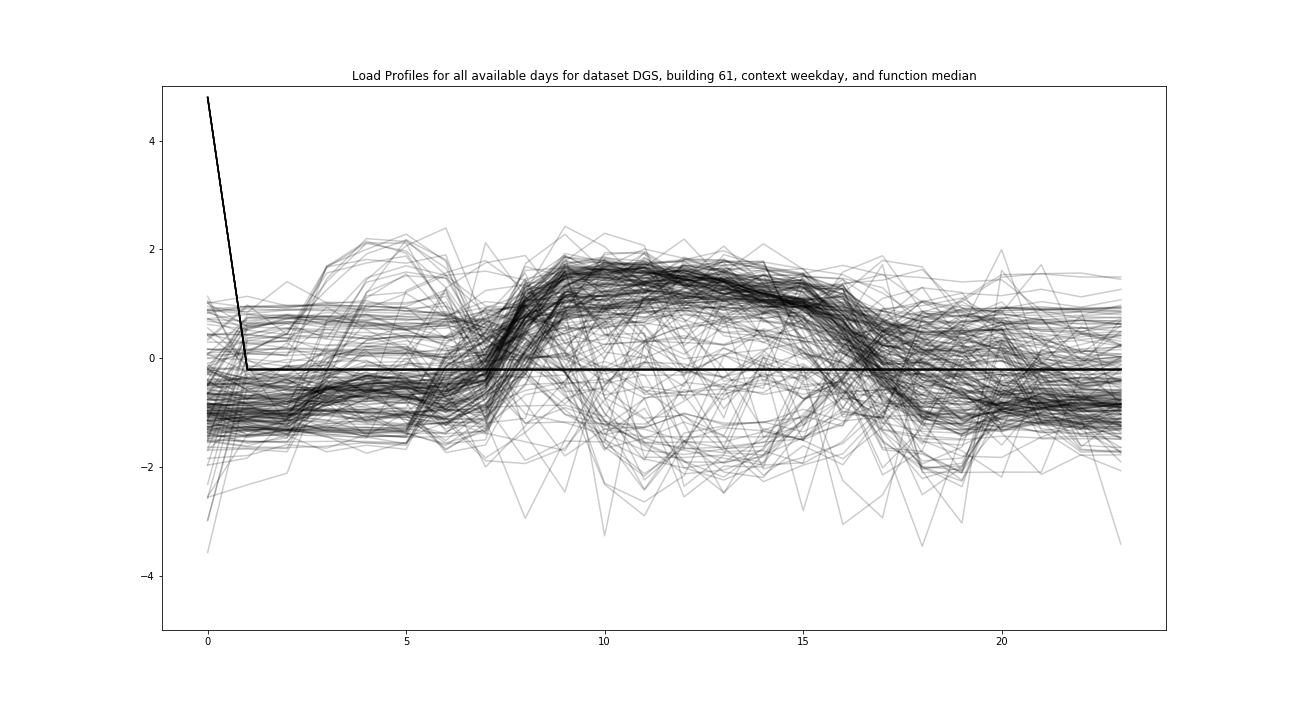 Load Profiles for all available days for dataset DGS, building 61, context weekday, and function median
4
2
0
−2
−4
0 5 10 15 20